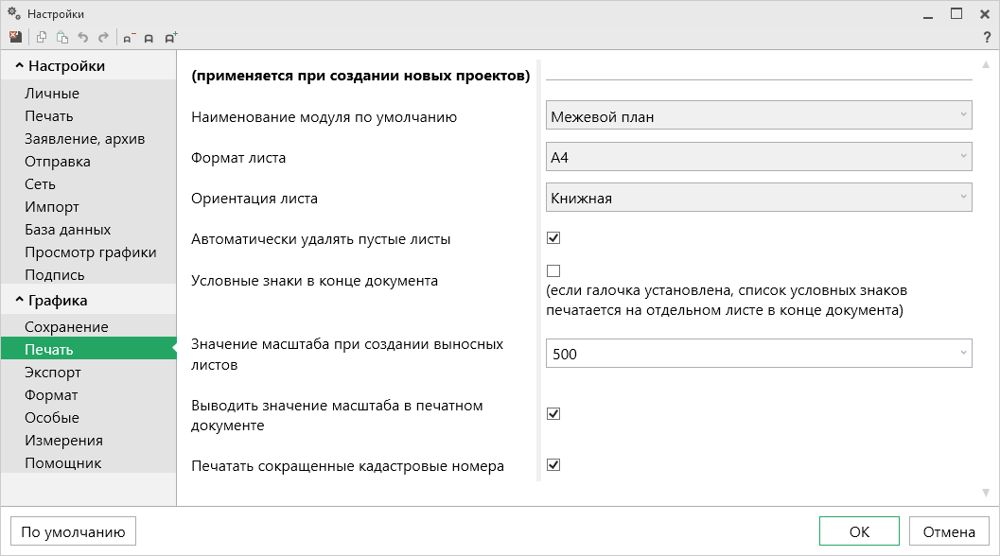 Настройки
?
Настройки
Личные
Печать
Заявление, архив
Отправка
Сеть
Импорт
База данных
Просмотр графики
Подпись
Графика
Сохранение
Печать
Экспорт
Формат
Особые
Измерения
Помощник
(применяется при создании новых проектов)
Наименование модуля по умолчанию
Межевой план
Формат листа
A4
Ориентация листа
Книжная
Автоматически удалять пустые листы
Условные знаки в конце документа
(если галочка установлена, список условных знаков
печатается на отдельном листе в конце документа)
Значение масштаба при создании выносных
листов
500
Выводить значение масштаба в печатном
документе
Печатать сокращенные кадастровые номера
По умолчанию
ОК
Отмена